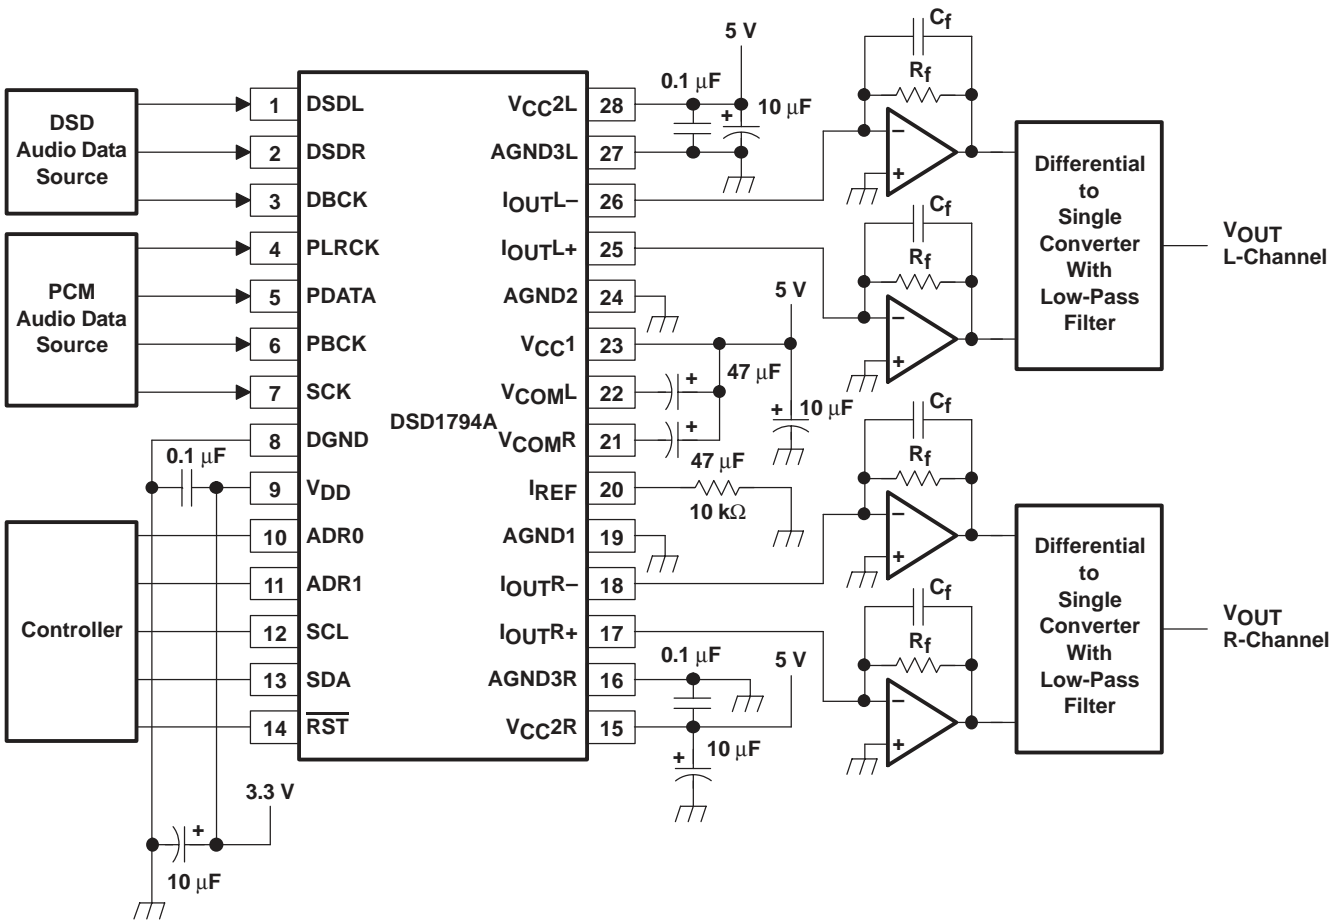 DSD
Audio Data
Source
PCM
Audio Data
Source
Controller
1 DSDL
2 DSDR
3 DBCK
4 PLRCK
5 PDATA
6 PBCK
7 SCK
8 DGND
9 VDD
10 ADR0
11 ADR1
12 SCL
13 SDA
14 RST
0.1 μF
3.3 V
+
10 μF
DSD1794A
VCC2L 28
AGND3L 27
IOUTL– 26
IOUTL+ 25
AGND2 24
VCC1 23
VCOML 22
VCOMR 21
IREF 20
AGND1 19
IOUTR– 18
IOUTR+ 17
AGND3R 16
VCC2R 15
5 V
0.1 μF
+
10 μF
5 V
+
47 μF
+
47 μF
+
10 μF
10 kΩ
0.1 μF
5 V
10 μF
+
Cf
Rf
–
+
Cf
Rf
–
+
Cf
Rf
–
+
Cf
Rf
–
+
Differential
to
Single
Converter
With
Low-Pass
Filter
VOUT
L-Channel
Differential
to
Single
Converter
With
Low-Pass
Filter
VOUT
R-Channel